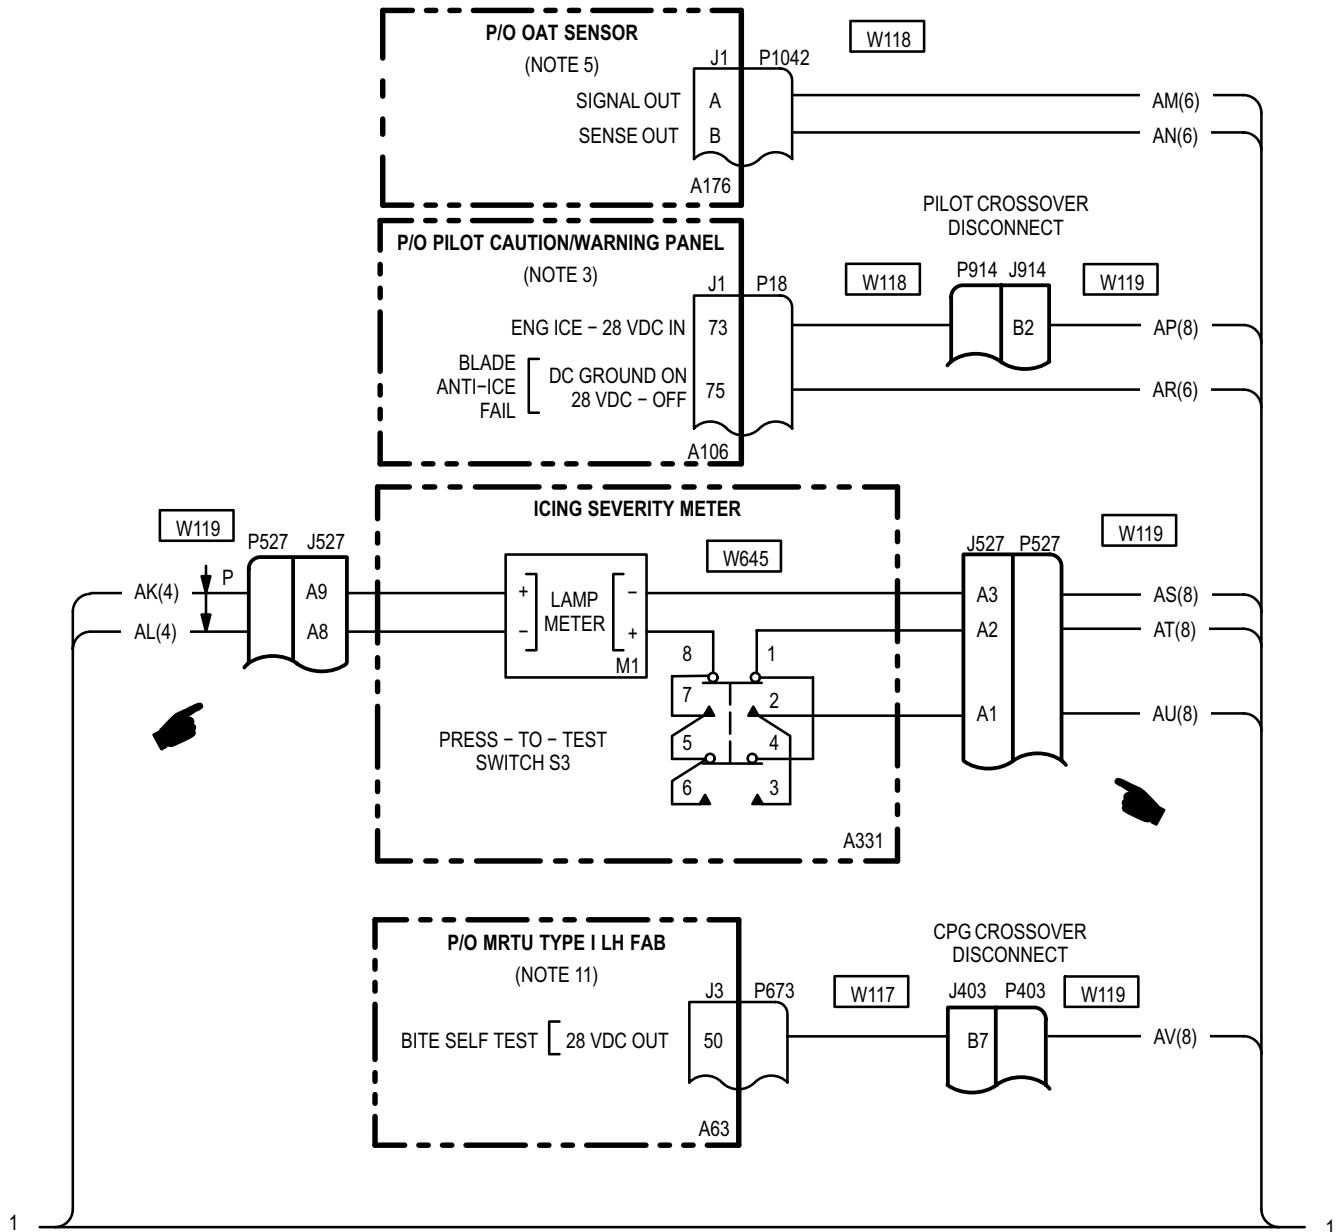 P/O OAT SENSOR
(NOTE 5)
W118
J1 P1042
SIGNAL OUT A AM(6)
SENSE OUT B AN(6)
A176
PILOT CROSSOVER
DISCONNECT
P/O PILOT CAUTION/WARNING PANEL
(NOTE 3)
J1 P18
W118
P914 J914
W119
ENG ICE – 28 VDC IN 73 B2 AP(8)
BLADE
ANTI–ICE
FAIL
DC GROUND ON
28 VDC – OFF
75 AR(6)
A106
ICING SEVERITY METER
W119
P527 J527
W645
J527 P527
W119
AK(4) P A9 + LAMP – A3 AS(8)
AL(4) A8 – METER + A2 AT(8)
M1
8 1
7 2
A1 AU(8)
5 4
6 3
PRESS – TO – TEST
SWITCH S3
A331
P/O MRTU TYPE I LH FAB
(NOTE 11)
CPG CROSSOVER
DISCONNECT
J3 P673
W117
J403 P403
W119
BITE SELF TEST 28 VDC OUT 50 B7 AV(8)
A63
1 1